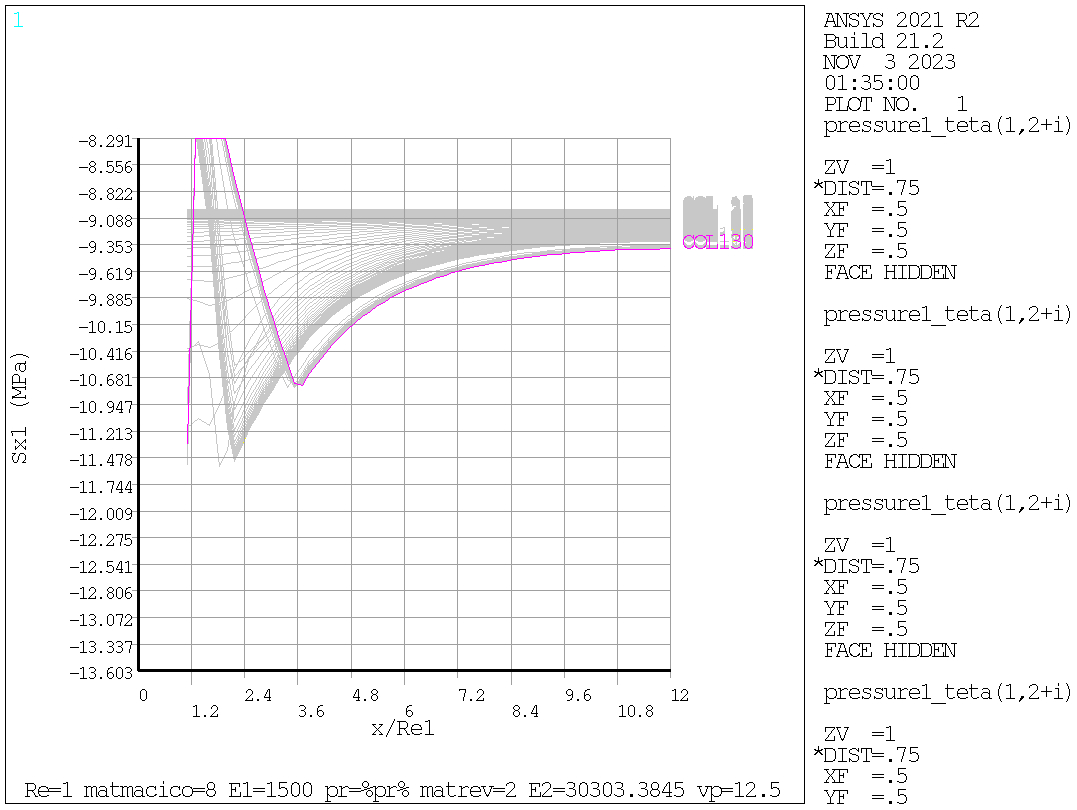 1
ANSYS 2021 R2
Build 21.2
NOV 3 2023
01:35:00
PLOT NO. 1
pressure1_teta(1,2+i)
ZV =1
*DIST=.75
XF =.5
YF =.5
ZF =.5
FACE HIDDEN
pressure1_teta(1,2+i)
ZV =1
*DIST=.75
XF =.5
YF =.5
ZF =.5
FACE HIDDEN
pressure1_teta(1,2+i)
ZV =1
*DIST=.75
XF =.5
YF =.5
ZF =.5
FACE HIDDEN
pressure1_teta(1,2+i)
ZV =1
*DIST=.75
XF =.5
YF =.5
-8.291
-8.556
-8.822
-9.088
-9.353
-9.619
-9.885
-10.15
-10.416
-10.681
-10.947
-11.213
-11.478
-11.744
-12.009
-12.275
-12.541
-12.806
-13.072
-13.337
-13.603
Sx1 (MPa)
COL130
0
1.2
2.4
3.6
4.8
6
7.2
8.4
9.6
10.8
12
x/Re1
Re=1 matmacico=8 E1=1500 pr=%pr% matrev=2 E2=30303.3845 vp=12.5